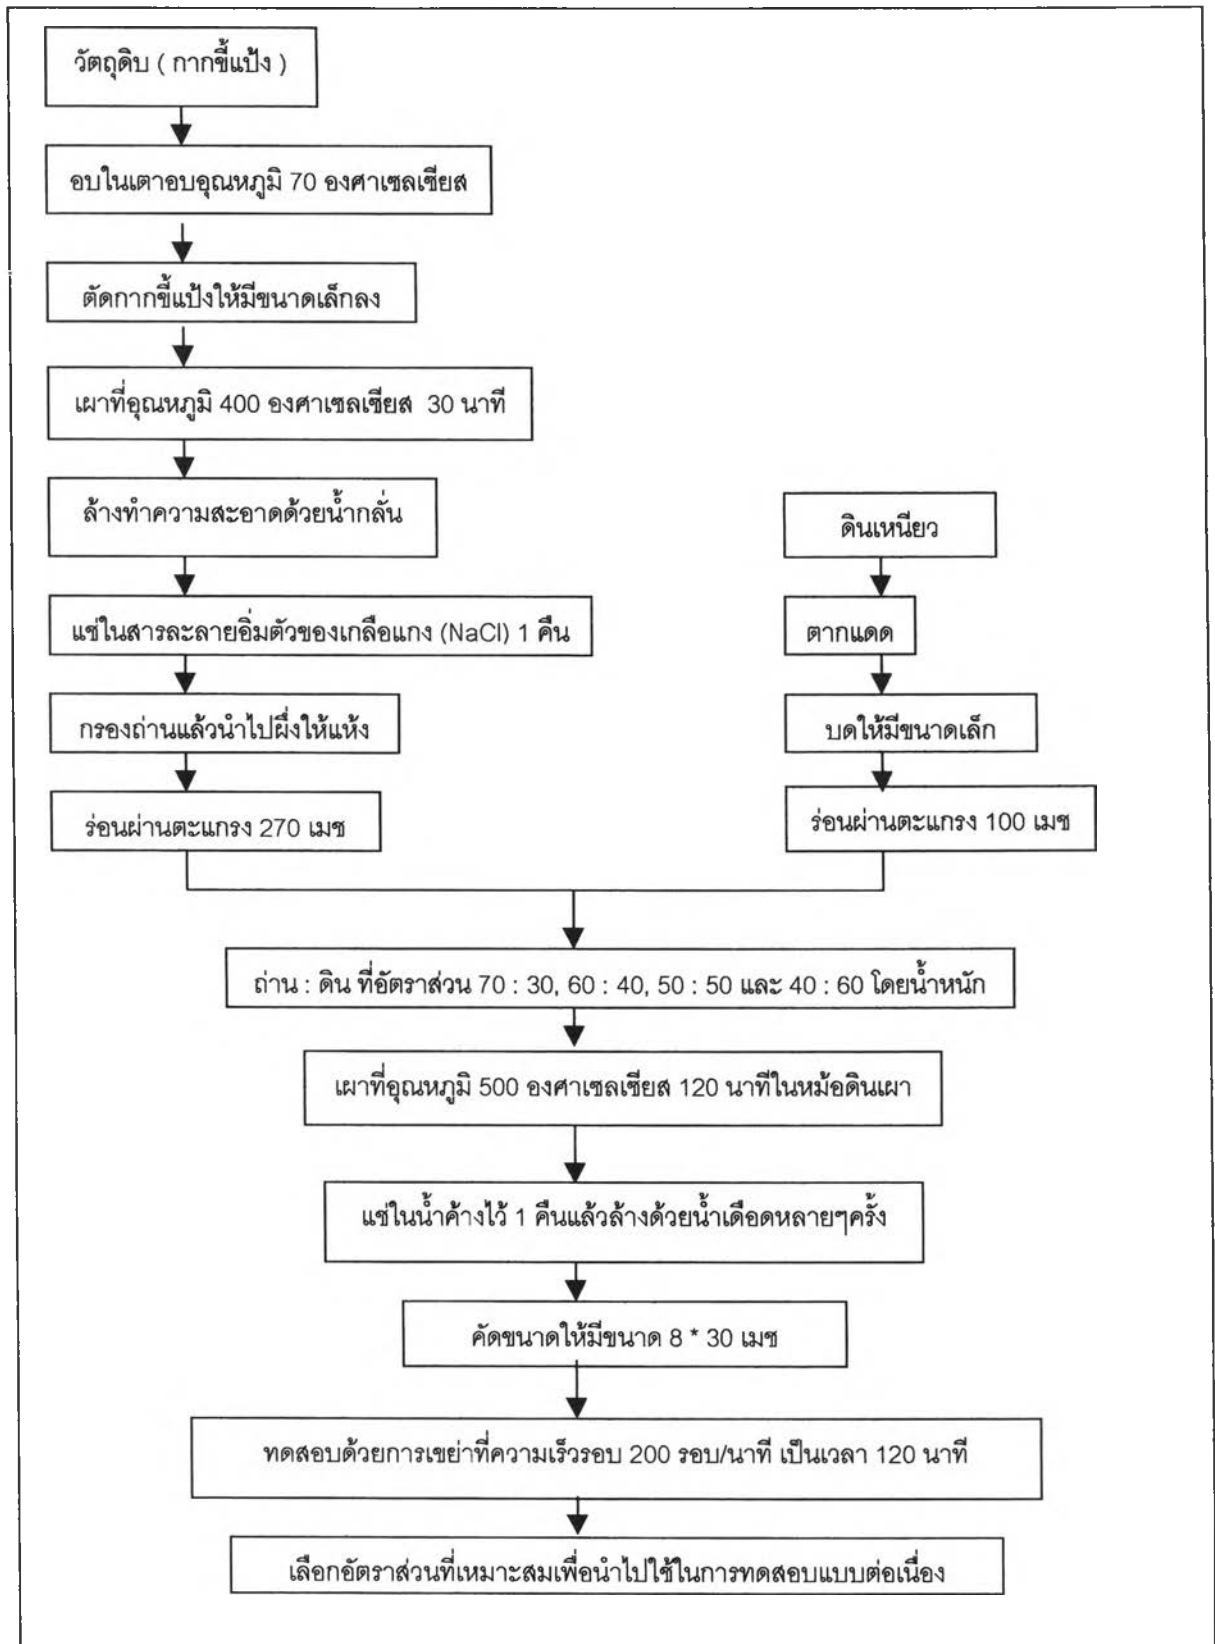 วัตถุดิบ ( กากขี้แป้ง )
อบในเตาอบอุณหภูมิ 70 องศาเซลเซียส
ตัดกากขี้แป้งให้มีขนาดเล็กลง
เผาที่อุณหภูมิ 400 องศาเซลเซียส 30 นาที
ล้างทำความสะอาดด้วยน้ำกลั่น
แช่ในสารละลายอิ่มตัวของเกลือแกง (NaCl) 1 คืน
กรองถ่านแล้วนำไปผึ่งให้แห้ง
ร่อนผ่านตะแกรง 270 เมช
ดินเหนียว
ตากแดด
บดให้มีขนาดเล็ก
ร่อนผ่านตะแกรง 100 เมช
ถ่าน : ดิน ที่อัตราส่วน 70 : 30, 60 : 40, 50 : 50 และ 40 : 60 โดยน้ำหนัก
เผาที่อุณหภูมิ 500 องศาเซลเซียส 120 นาทีในหม้อดินเผา
แช่ในน้ำค้างไว้ 1 คืนแล้วล้างด้วยน้ำเดือดหลายๆครั้ง
คัดขนาดให้มีขนาด 8 * 30 เมช
ทดสอบด้วยการเขย่าที่ความเร็วรอบ 200 รอบ/นาที เป็นเวลา 120 นาที
เลือกอัตราส่วนที่เหมาะสมเพื่อนำไปใช้ในการทดสอบแบบต่อเนื่อง